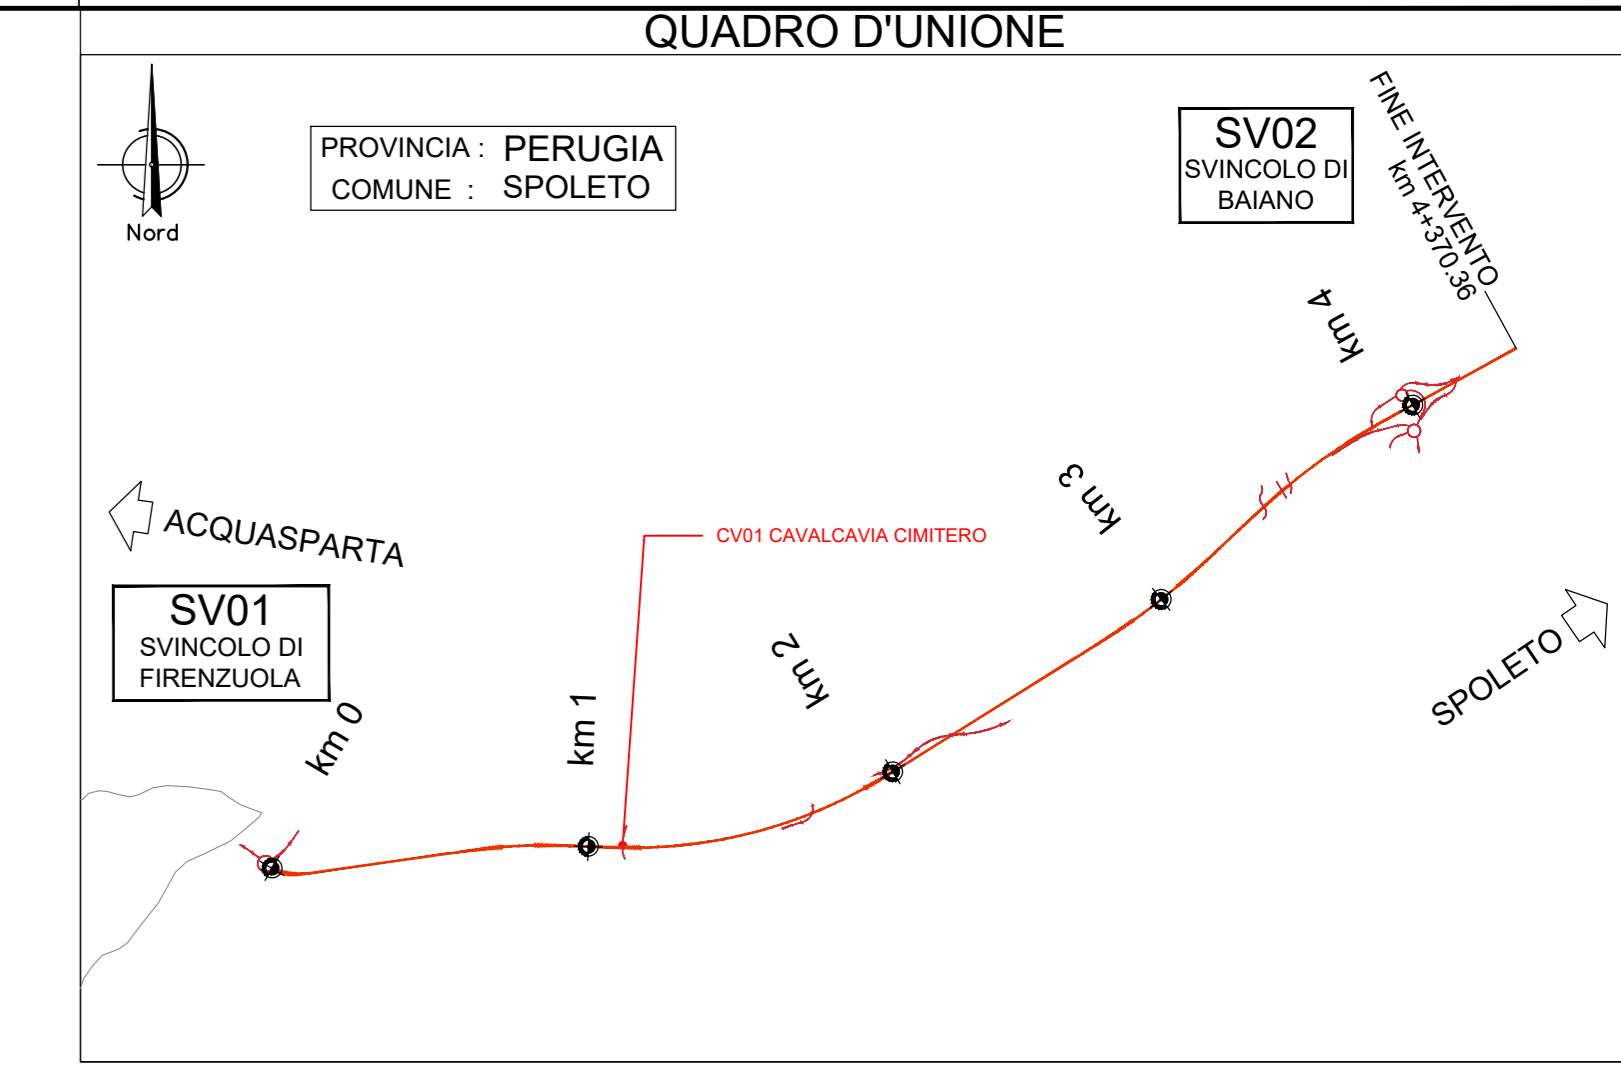 QUADRO D'UNIONE
Nord
PROVINCIA : PERUGIA
COMUNE : SPOLETO
SV02
SVINCOLO DI
BAIANO
FINE INTERVENTO
km 4+370.36
km 4
km 3
ACQUASPARTA
CV01 CAVALCAVIA CIMITERO
SV01
SVINCOLO DI
FIRENZUOLA
SPOLETO
km 2
km 1
km 0